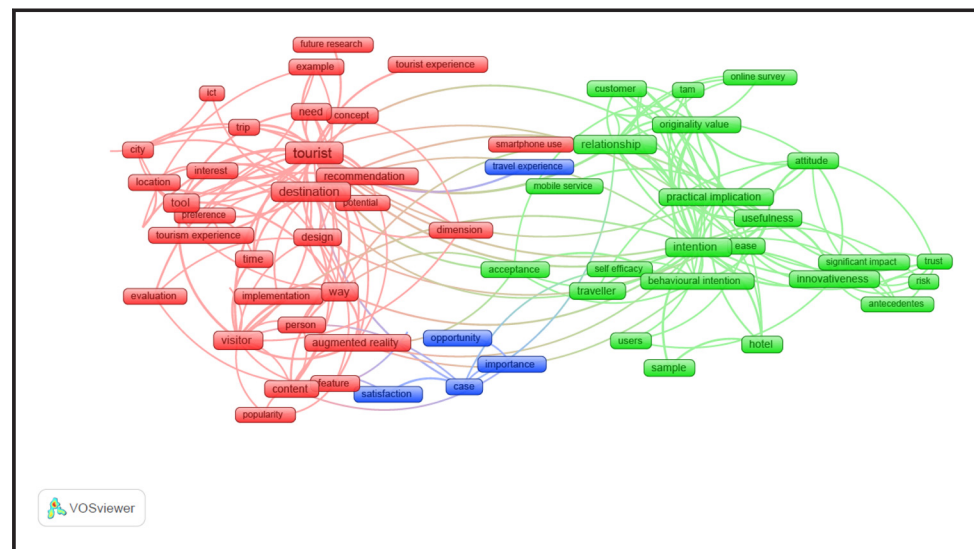 future research
example
tourist experience
ict
need
concept
trip
city
tourist
interest
location
recommendation
destination
tool
potential
preference
tourism experience
design
dimension
time
evaluation
implementation
way
person
visitor
augmented reality
content
feature
popularity
smartphone use
travel experience
mobile service
opportunity
importance
case
satisfaction
customer
tam
online survey
originality value
relationship
attitude
practical implication
usefulness
intention
ease
acceptance
self efficacy
traveller
behavioural intention
significant impact
trust
innovativeness
risk
antecedentes
users
hotel
sample
VOSviewer